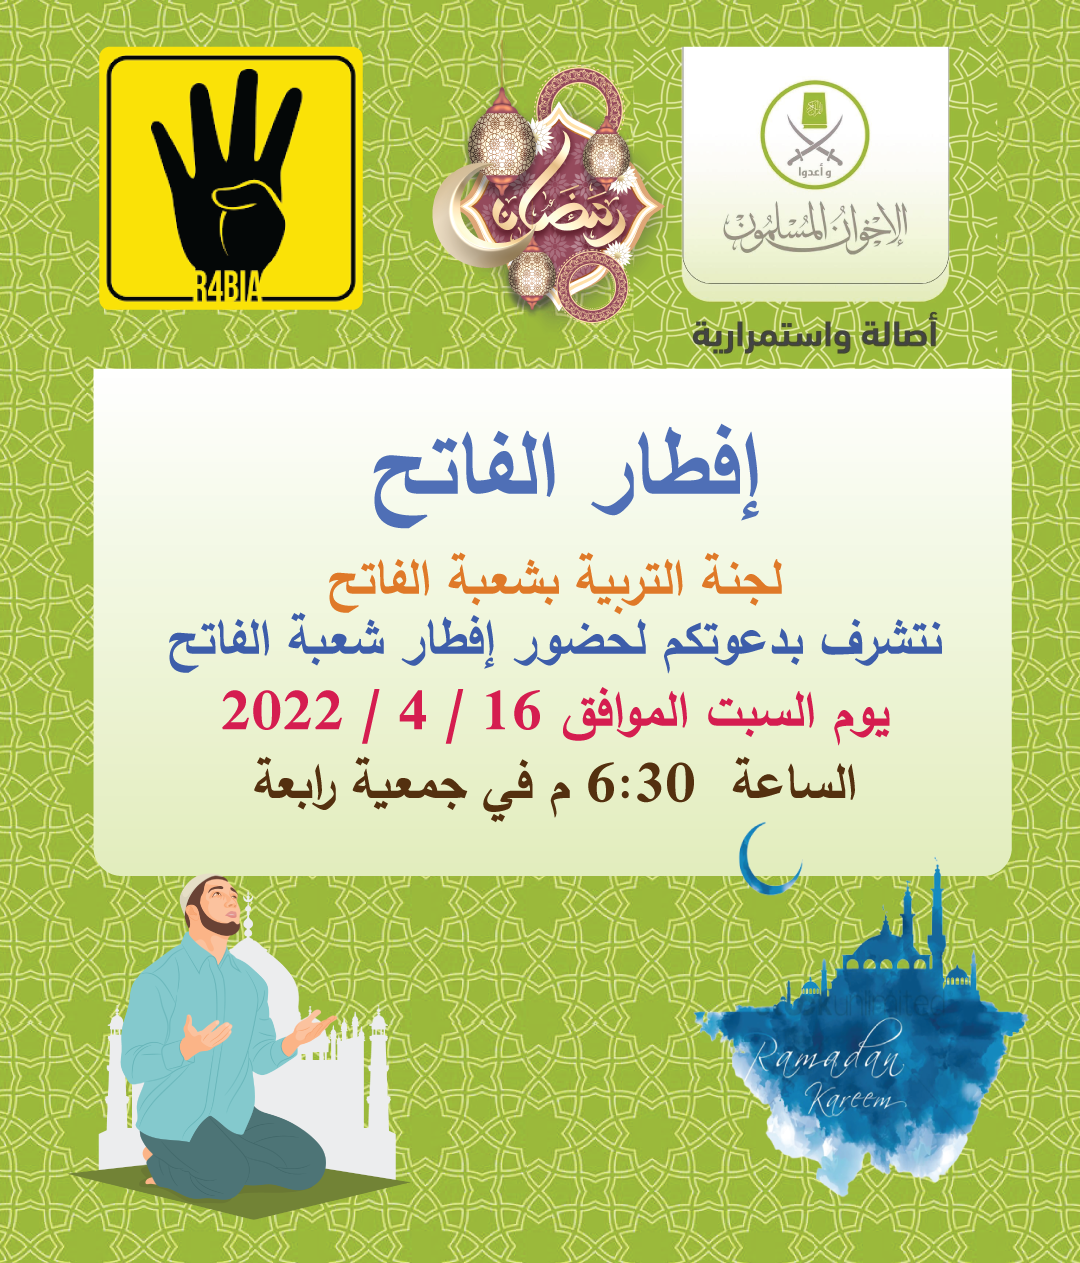 R4BIA
رمضان
وأعدوا
الإخوان المسلمون
أصالة واستمرارية
إفطار الفاتح
لجنة التربية بشعبة الفاتح
نتشرف بدعوتكم لحضور إفطار شعبة الفاتح
يوم السبت الموافق 16 / 4 / 2022
الساعة 6:30 م في جمعية رابعة
Ramadan
Kareem